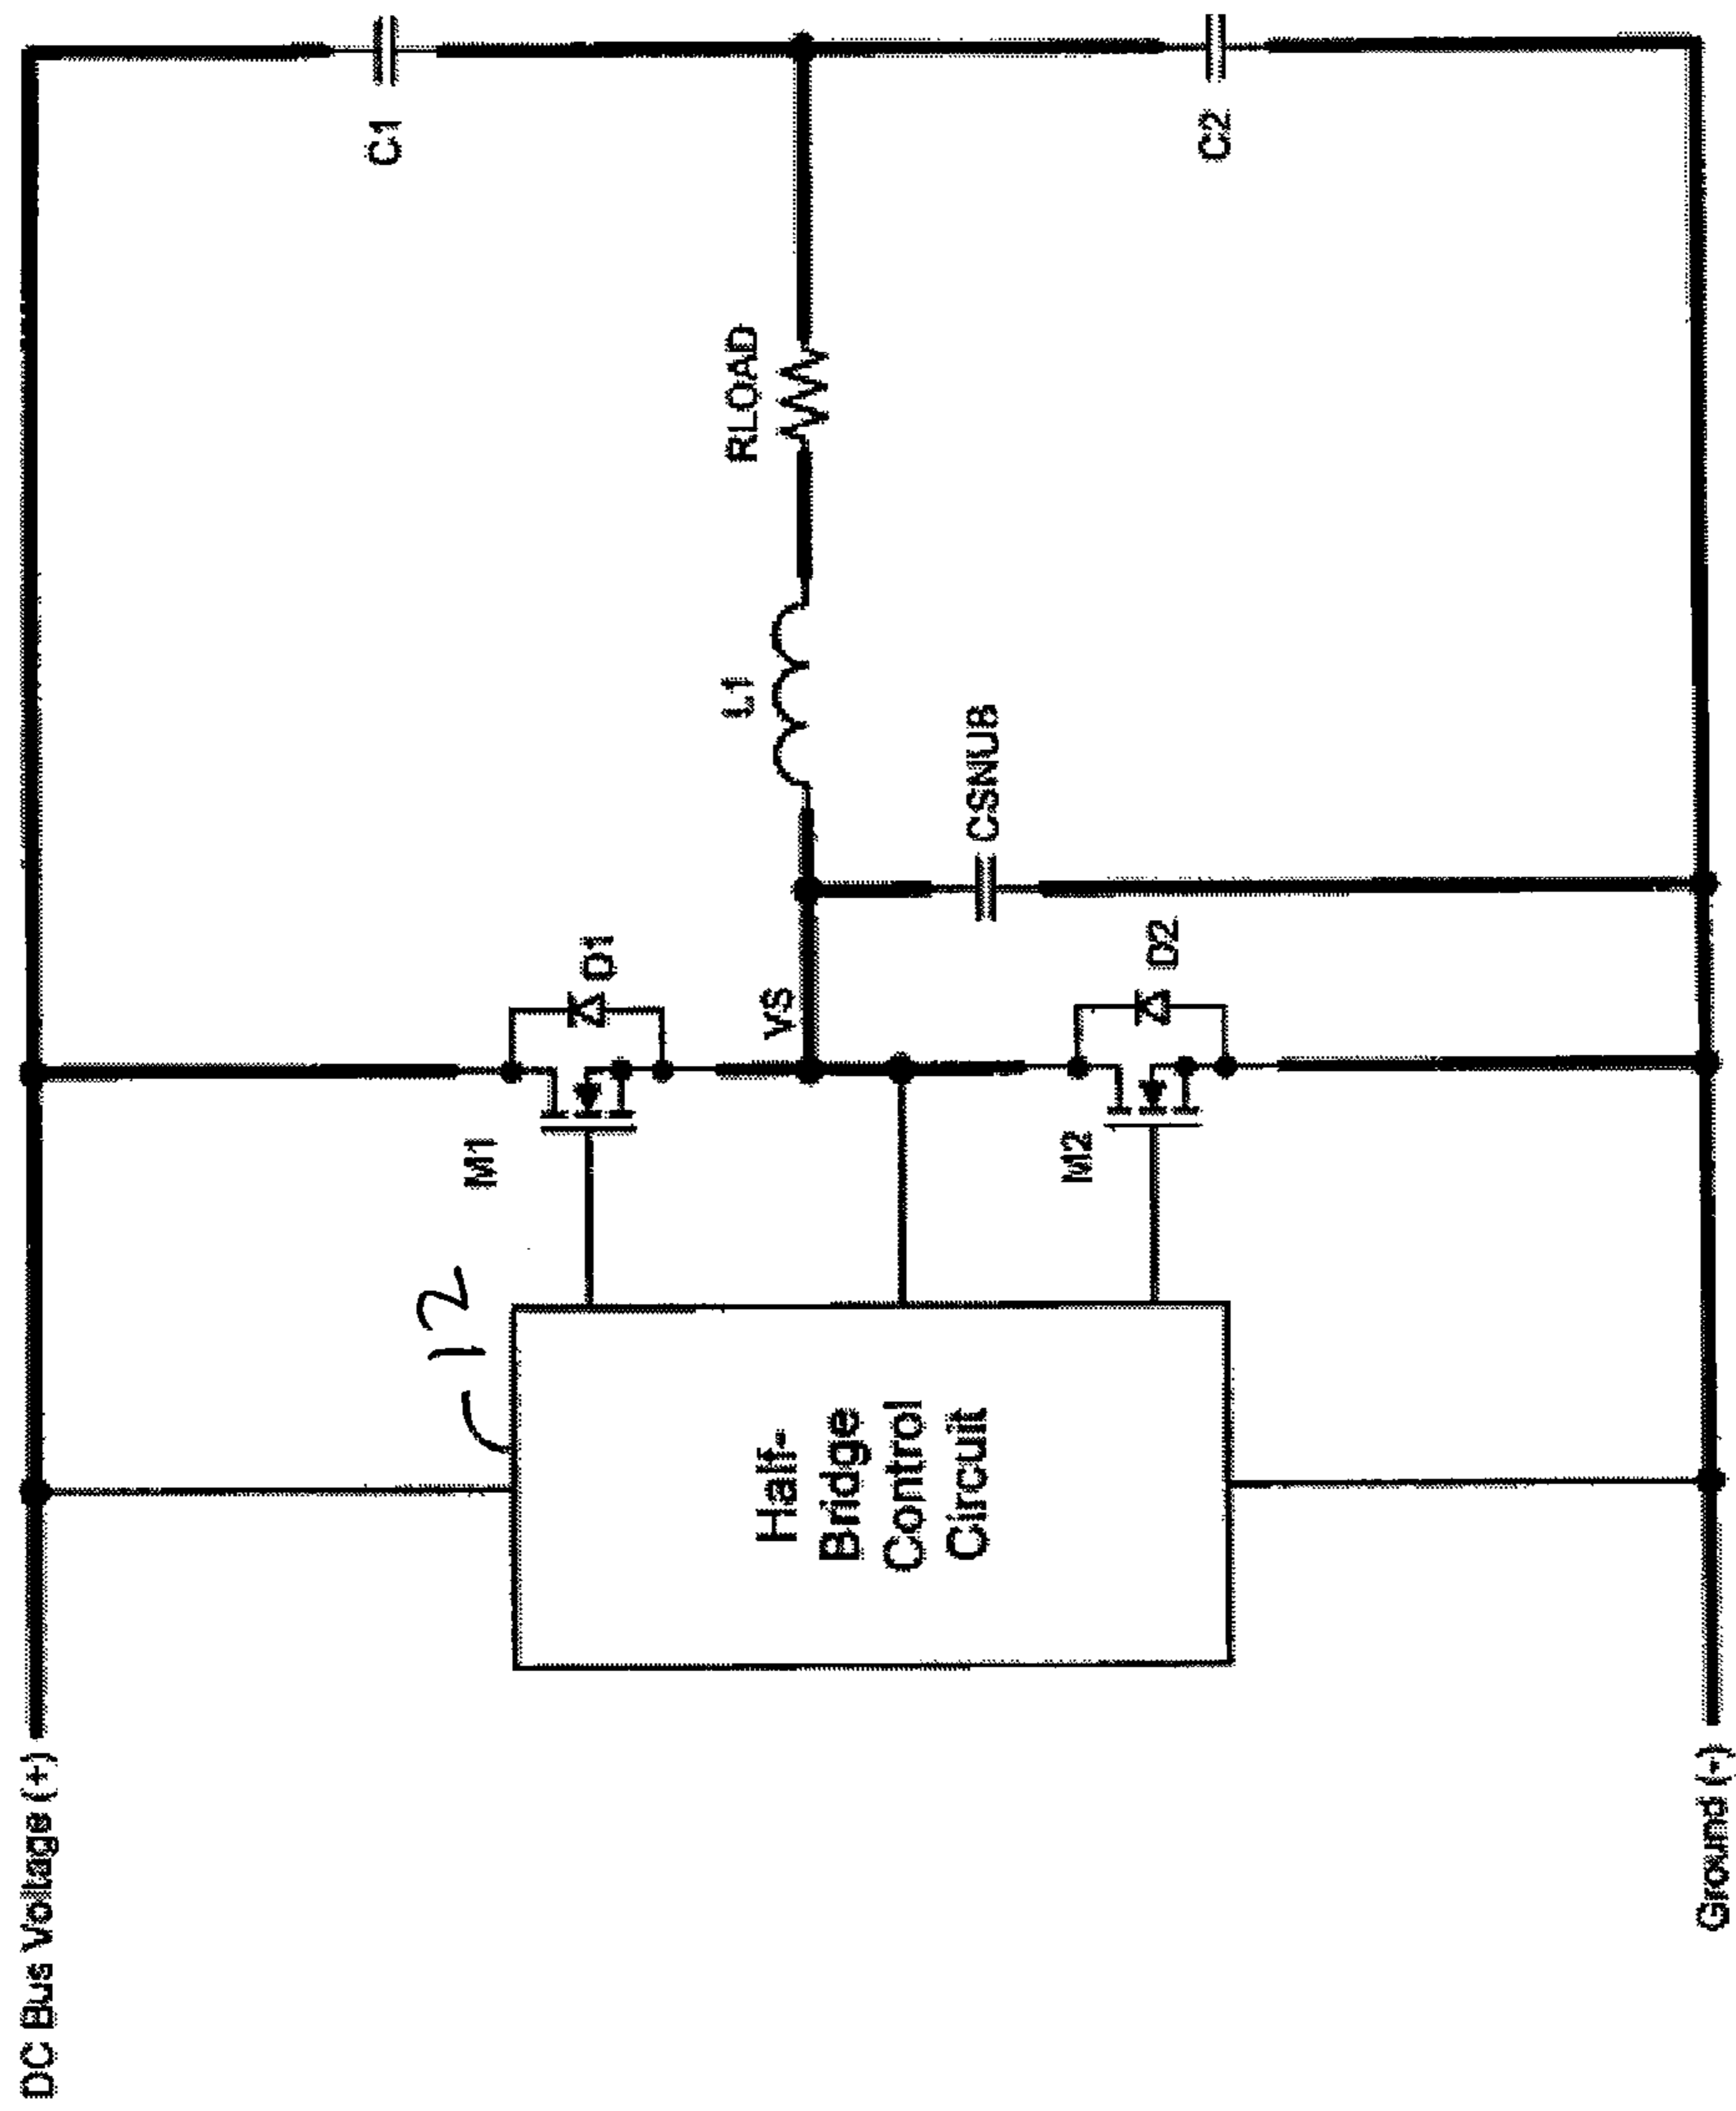 DC Bus Voltage (+)
12
Half-
Bridge
Control
Circuit
M1
D1
VS
L1
RLOAD
C1
CSNUB
M2
D2
C2
Ground (-)